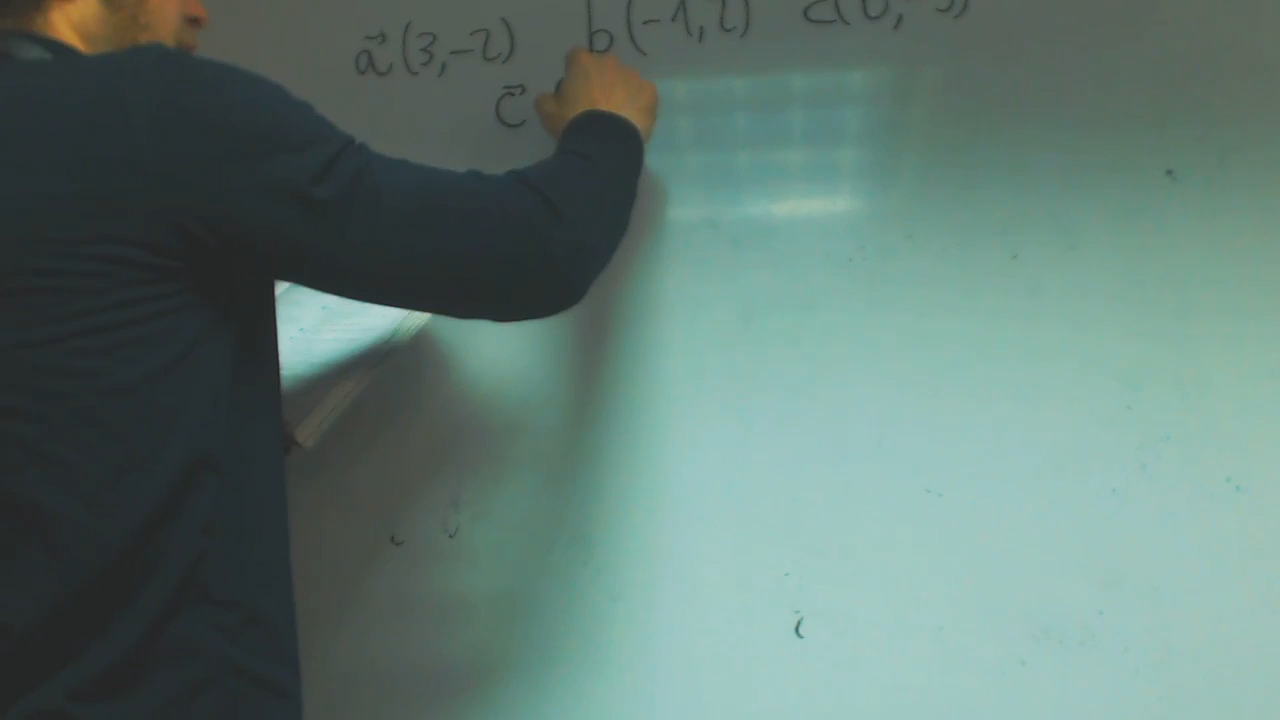 a⃗(3,-2) b(-1,2)
c⃗